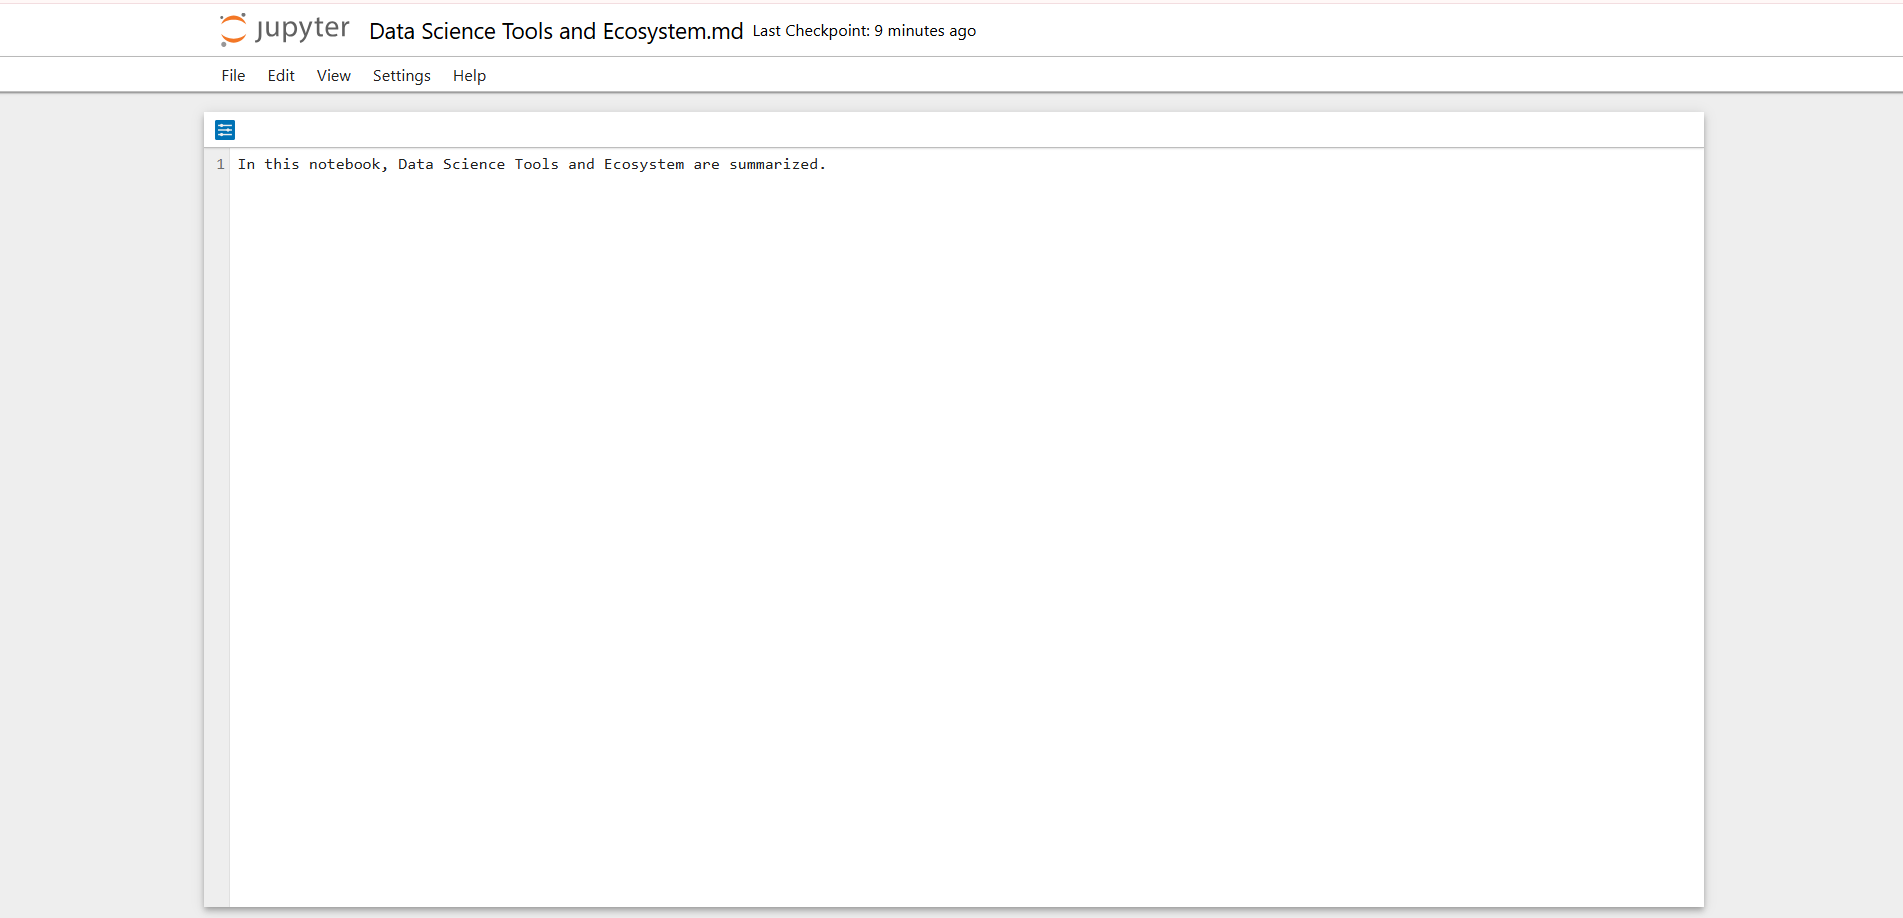 jupyter Data Science Tools and Ecosystem.md Last Checkpoint: 9 minutes ago
File Edit View Settings Help
1 In this notebook, Data Science Tools and Ecosystem are summarized.